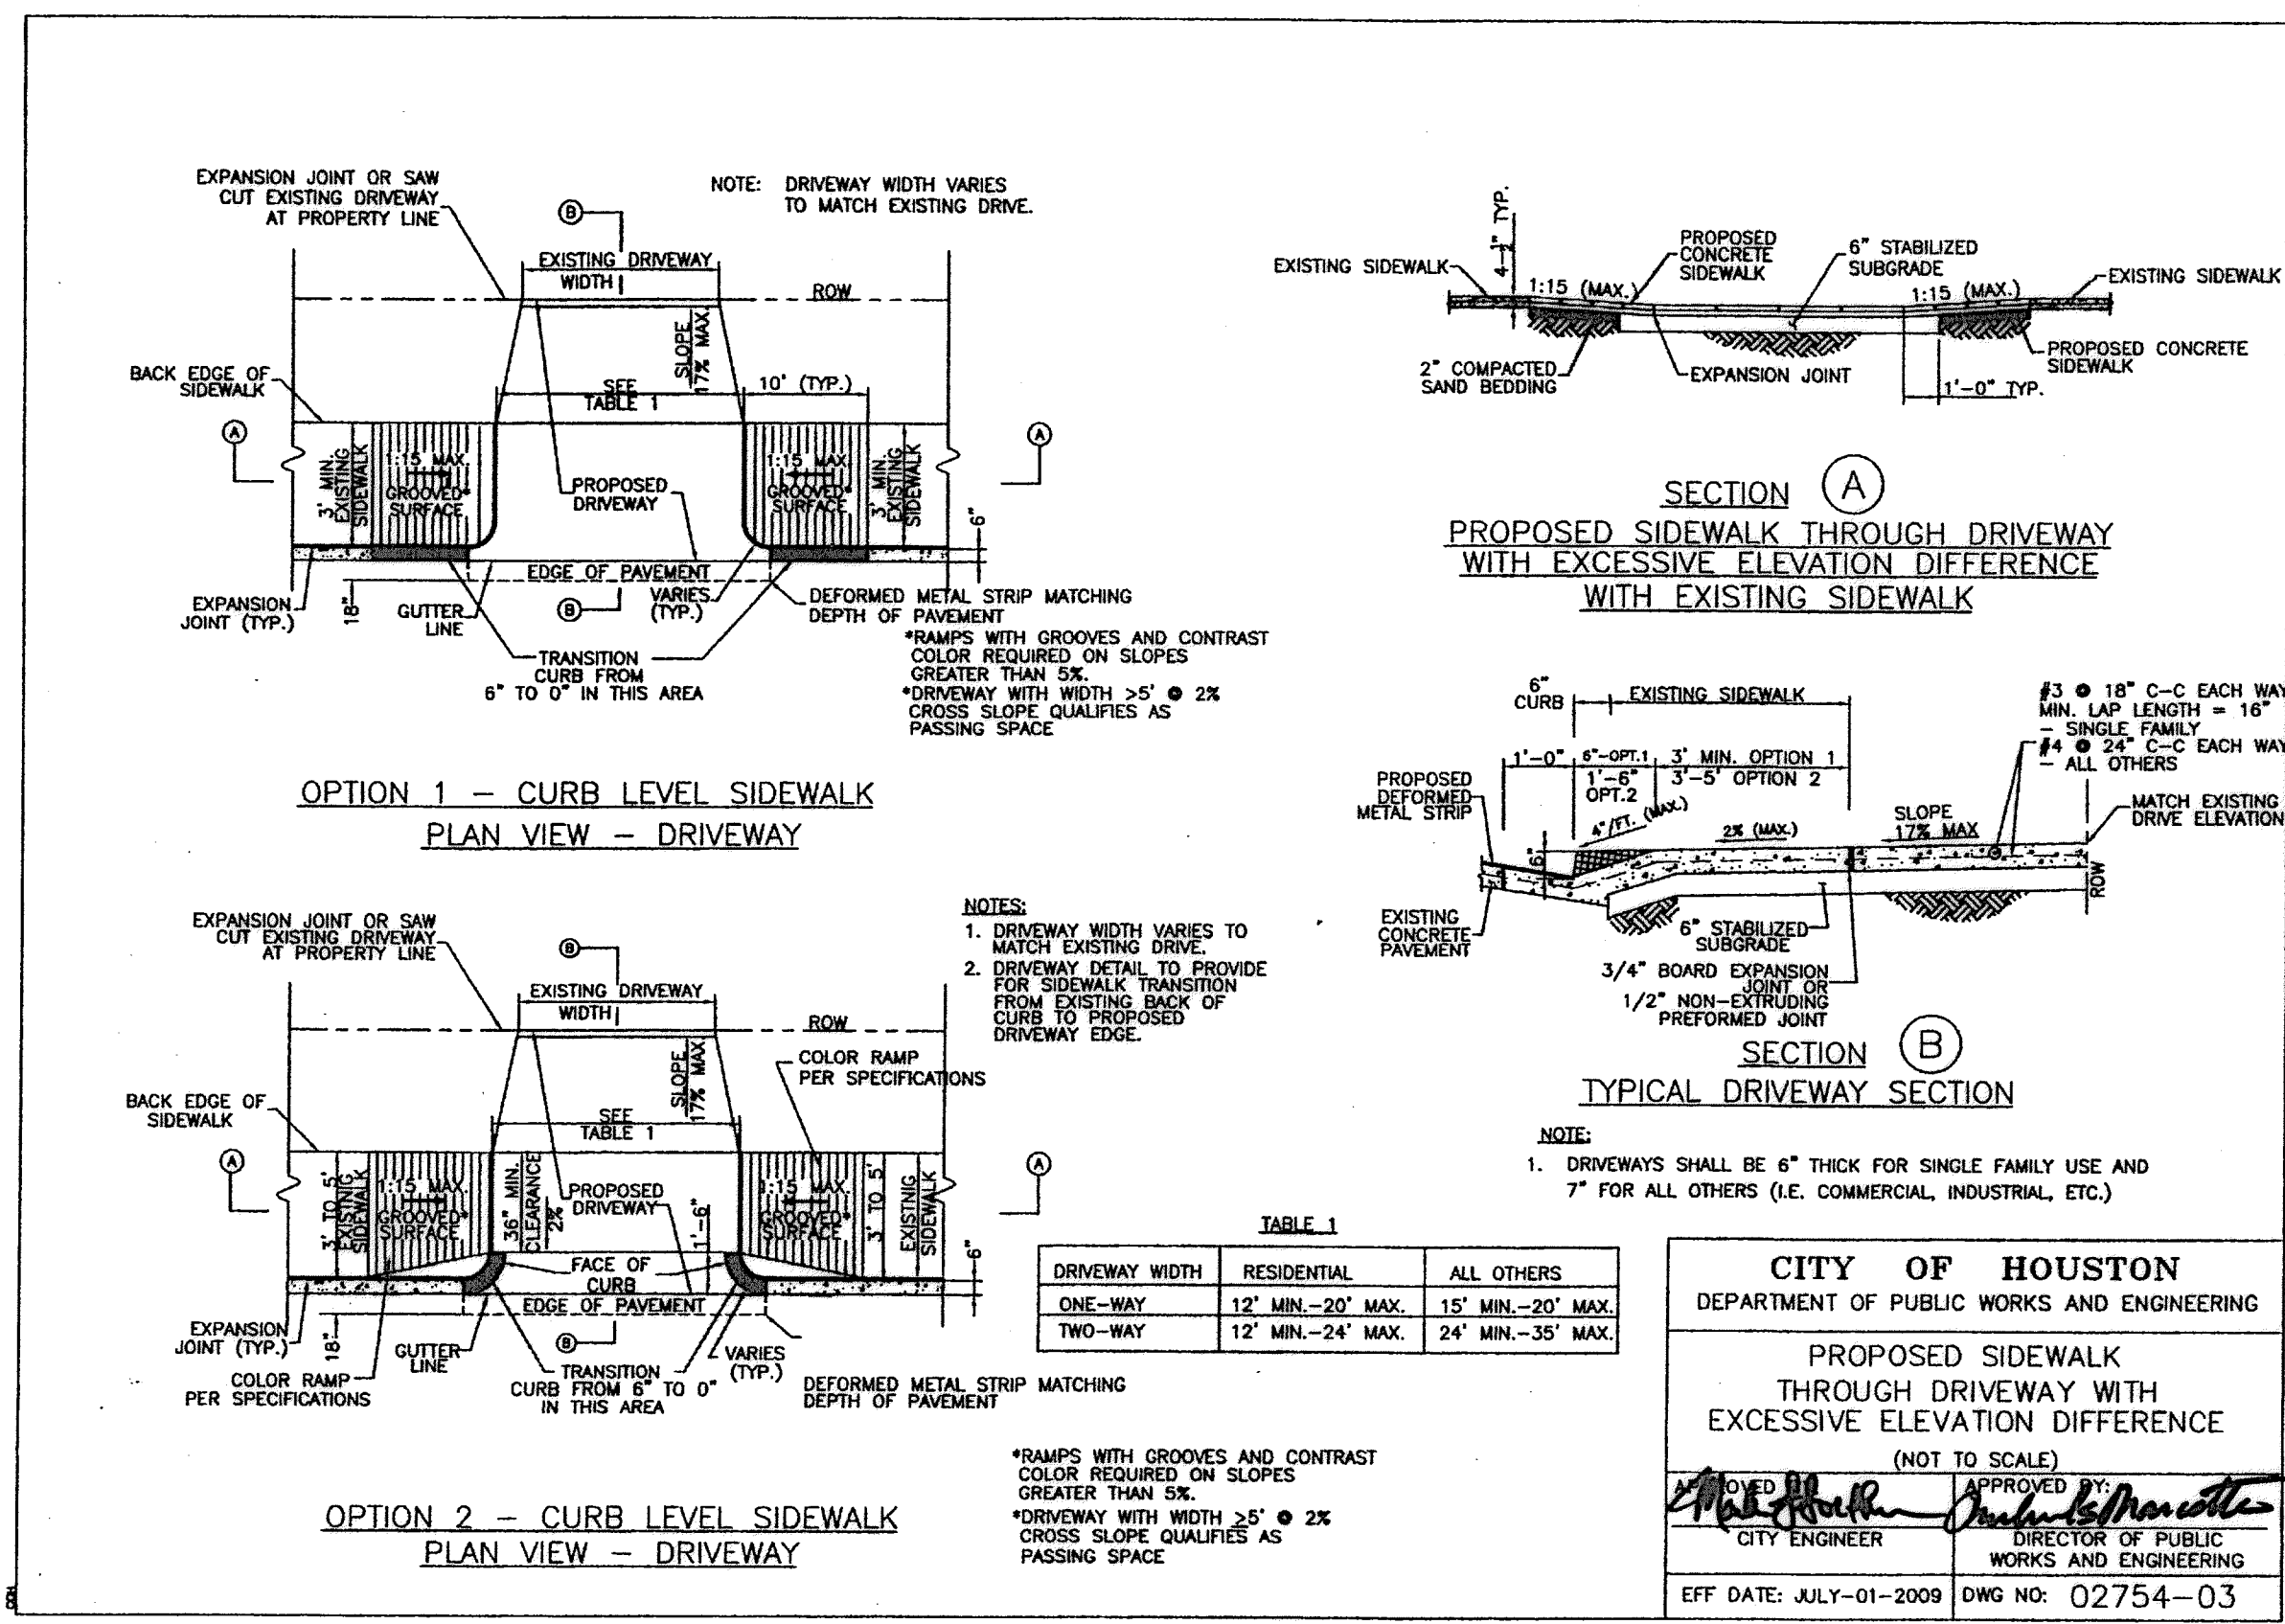 EXPANSION JOINT OR SAW
CUT EXISTING DRIVEWAY
AT PROPERTY LINE
NOTE: DRIVEWAY WIDTH VARIES
TO MATCH EXISTING DRIVE.
B
EXISTING DRIVEWAY
WIDTH
ROW
SLOPE
17% MAX.
BACK EDGE OF
SIDEWALK
SEE
TABLE 1
10' (TYP.)
A
A
3' MIN.
EXISTING
SIDEWALK
1:15 MAX.
GROOVED*
SURFACE
PROPOSED
DRIVEWAY
1:15 MAX.
GROOVED*
SURFACE
3' MIN.
EXISTING
SIDEWALK
6"
EDGE OF PAVEMENT
EXPANSION
JOINT (TYP.)
18"
GUTTER
LINE
B
VARIES
(TYP.)
DEFORMED METAL STRIP MATCHING
DEPTH OF PAVEMENT
TRANSITION
CURB FROM
6" TO 0" IN THIS AREA
*RAMPS WITH GROOVES AND CONTRAST
COLOR REQUIRED ON SLOPES
GREATER THAN 5%.
*DRIVEWAY WITH WIDTH >5' @ 2%
CROSS SLOPE QUALIFIES AS
PASSING SPACE
OPTION 1 – CURB LEVEL SIDEWALK
PLAN VIEW – DRIVEWAY
4-1/2" TYP.
EXISTING SIDEWALK
PROPOSED
CONCRETE
SIDEWALK
6" STABILIZED
SUBGRADE
EXISTING SIDEWALK
1:15 (MAX.)
1:15 (MAX.)
2" COMPACTED
SAND BEDDING
EXPANSION JOINT
PROPOSED CONCRETE
SIDEWALK
1'-0" TYP.
SECTION A
PROPOSED SIDEWALK THROUGH DRIVEWAY
WITH EXCESSIVE ELEVATION DIFFERENCE
WITH EXISTING SIDEWALK
6"
CURB
EXISTING SIDEWALK
#3 @ 18" C-C EACH WAY
MIN. LAP LENGTH = 16"
– SINGLE FAMILY
#4 @ 24" C-C EACH WAY
– ALL OTHERS
1'-0"
6"-OPT.1
1'-6"
OPT.2
3' MIN. OPTION 1
3'-5' OPTION 2
PROPOSED
DEFORMED
METAL STRIP
4"/FT. (MAX.)
2% (MAX.)
SLOPE
17% MAX
MATCH EXISTING
DRIVE ELEVATION
6"
ROW
EXISTING
CONCRETE
PAVEMENT
6" STABILIZED
SUBGRADE
3/4" BOARD EXPANSION
JOINT OR
1/2" NON-EXTRUDING
PREFORMED JOINT
SECTION B
TYPICAL DRIVEWAY SECTION
NOTE:
1. DRIVEWAYS SHALL BE 6" THICK FOR SINGLE FAMILY USE AND
7" FOR ALL OTHERS (I.E. COMMERCIAL, INDUSTRIAL, ETC.)
NOTES:
1. DRIVEWAY WIDTH VARIES TO
MATCH EXISTING DRIVE.
2. DRIVEWAY DETAIL TO PROVIDE
FOR SIDEWALK TRANSITION
FROM EXISTING BACK OF
CURB TO PROPOSED
DRIVEWAY EDGE.
EXPANSION JOINT OR SAW
CUT EXISTING DRIVEWAY
AT PROPERTY LINE
B
EXISTING DRIVEWAY
WIDTH
ROW
SLOPE
17% MAX
COLOR RAMP
PER SPECIFICATIONS
BACK EDGE OF
SIDEWALK
SEE
TABLE 1
A
A
3' TO 5'
EXISTING
SIDEWALK
1:15 MAX.
GROOVED*
SURFACE
36" MIN.
CLEARANCE
2%
PROPOSED
DRIVEWAY
1'-6"
1:15 MAX.
GROOVED*
SURFACE
3' TO 5'
EXISTNIG
SIDEWALK
6"
FACE OF
CURB
EDGE OF PAVEMENT
EXPANSION
JOINT (TYP.)
18"
GUTTER
LINE
B
COLOR RAMP
PER SPECIFICATIONS
TRANSITION
CURB FROM 6" TO 0"
IN THIS AREA
VARIES
(TYP.)
DEFORMED METAL STRIP MATCHING
DEPTH OF PAVEMENT
*RAMPS WITH GROOVES AND CONTRAST
COLOR REQUIRED ON SLOPES
GREATER THAN 5%.
*DRIVEWAY WITH WIDTH ≥5' @ 2%
CROSS SLOPE QUALIFIES AS
PASSING SPACE
OPTION 2 – CURB LEVEL SIDEWALK
PLAN VIEW – DRIVEWAY
TABLE 1
DRIVEWAY WIDTH RESIDENTIAL ALL OTHERS
ONE-WAY 12' MIN.-20' MAX. 15' MIN.-20' MAX.
TWO-WAY 12' MIN.-24' MAX. 24' MIN.-35' MAX.
CITY OF HOUSTON
DEPARTMENT OF PUBLIC WORKS AND ENGINEERING
PROPOSED SIDEWALK
THROUGH DRIVEWAY WITH
EXCESSIVE ELEVATION DIFFERENCE
(NOT TO SCALE)
APPROVED BY:
CITY ENGINEER
DIRECTOR OF PUBLIC
WORKS AND ENGINEERING
EFF DATE: JULY-01-2009 DWG NO: 02754-03